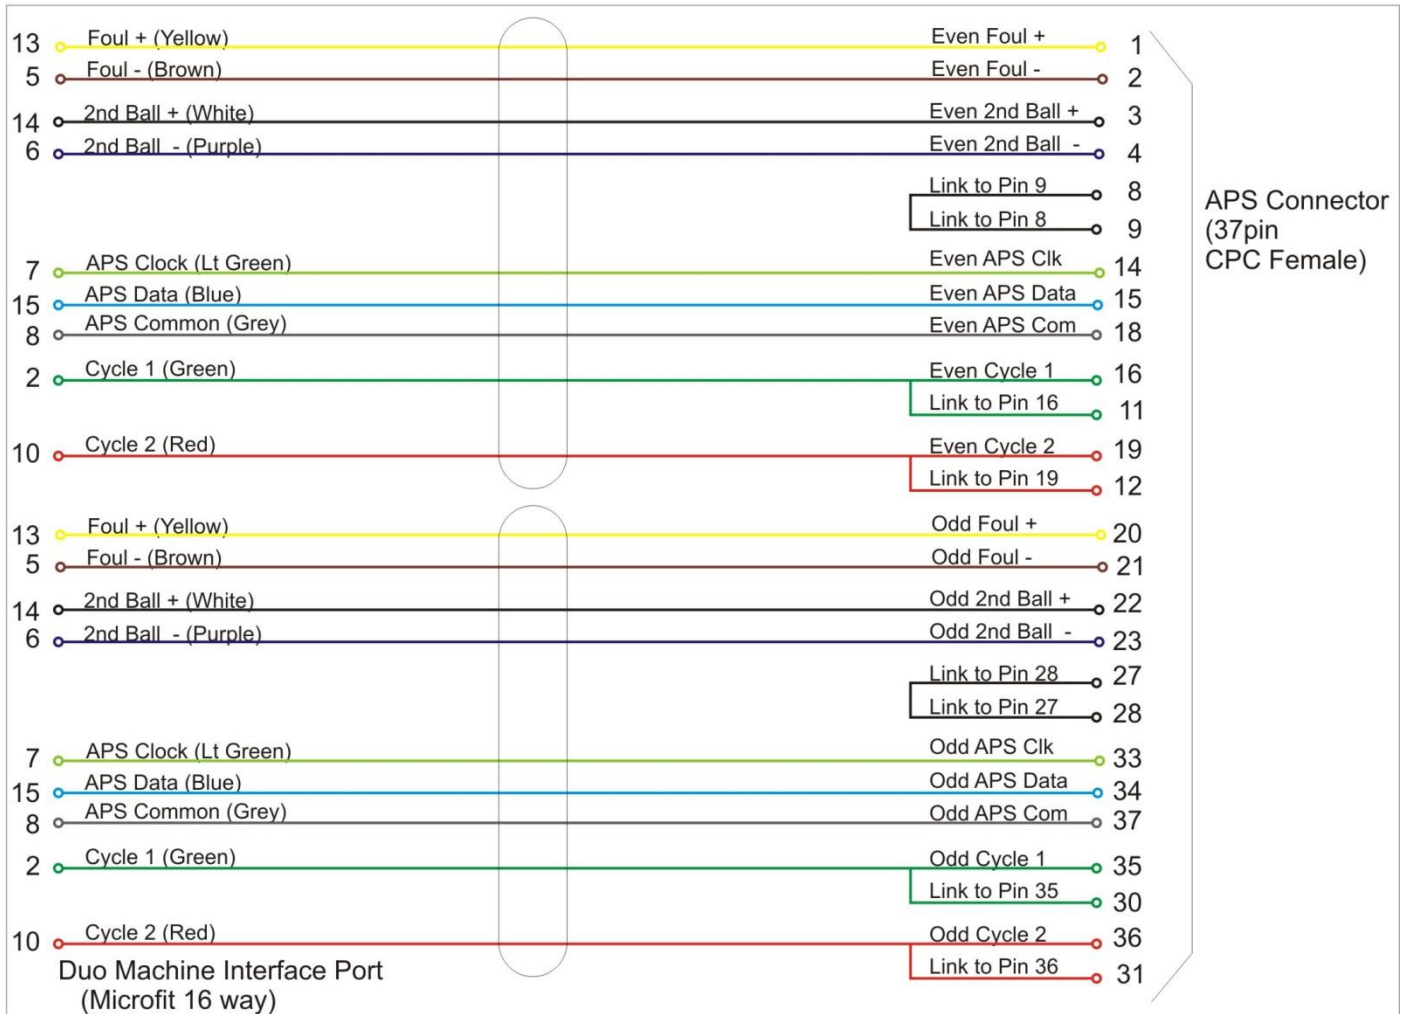 13 Foul + (Yellow) Even Foul + 1
5 Foul - (Brown) Even Foul - 2
14 2nd Ball + (White) Even 2nd Ball + 3
6 2nd Ball - (Purple) Even 2nd Ball - 4
Link to Pin 9 8
Link to Pin 8 9
APS Connector
(37pin
CPC Female)
7 APS Clock (Lt Green) Even APS Clk 14
15 APS Data (Blue) Even APS Data 15
8 APS Common (Grey) Even APS Com 18
2 Cycle 1 (Green) Even Cycle 1 16
Link to Pin 16 11
10 Cycle 2 (Red) Even Cycle 2 19
Link to Pin 19 12
13 Foul + (Yellow) Odd Foul + 20
5 Foul - (Brown) Odd Foul - 21
14 2nd Ball + (White) Odd 2nd Ball + 22
6 2nd Ball - (Purple) Odd 2nd Ball - 23
Link to Pin 28 27
Link to Pin 27 28
7 APS Clock (Lt Green) Odd APS Clk 33
15 APS Data (Blue) Odd APS Data 34
8 APS Common (Grey) Odd APS Com 37
2 Cycle 1 (Green) Odd Cycle 1 35
Link to Pin 35 30
10 Cycle 2 (Red) Odd Cycle 2 36
Link to Pin 36 31
Duo Machine Interface Port
(Microfit 16 way)